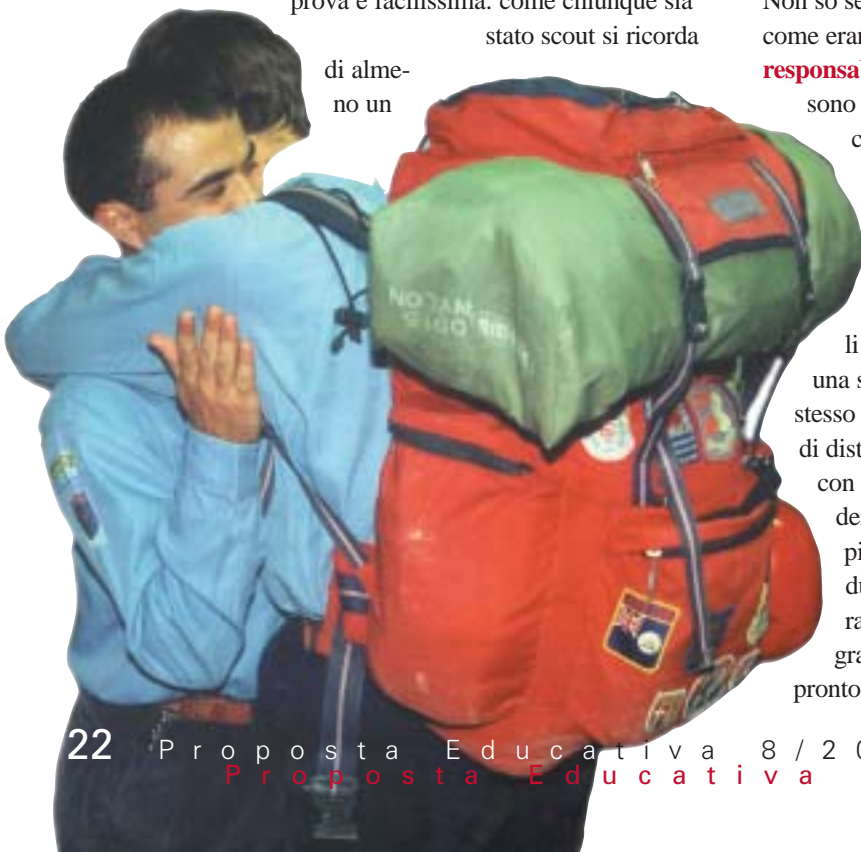 prova è facilissima: come chiunque sia
stato scout si ricorda
di alme-
no un
Non so se
come eran
responsab
sono
c
li
una s
stesso
di dist
con
de
pi
du
ra
gra
pronto
22 Proposta Educativa 8/20
Proposta Educativa